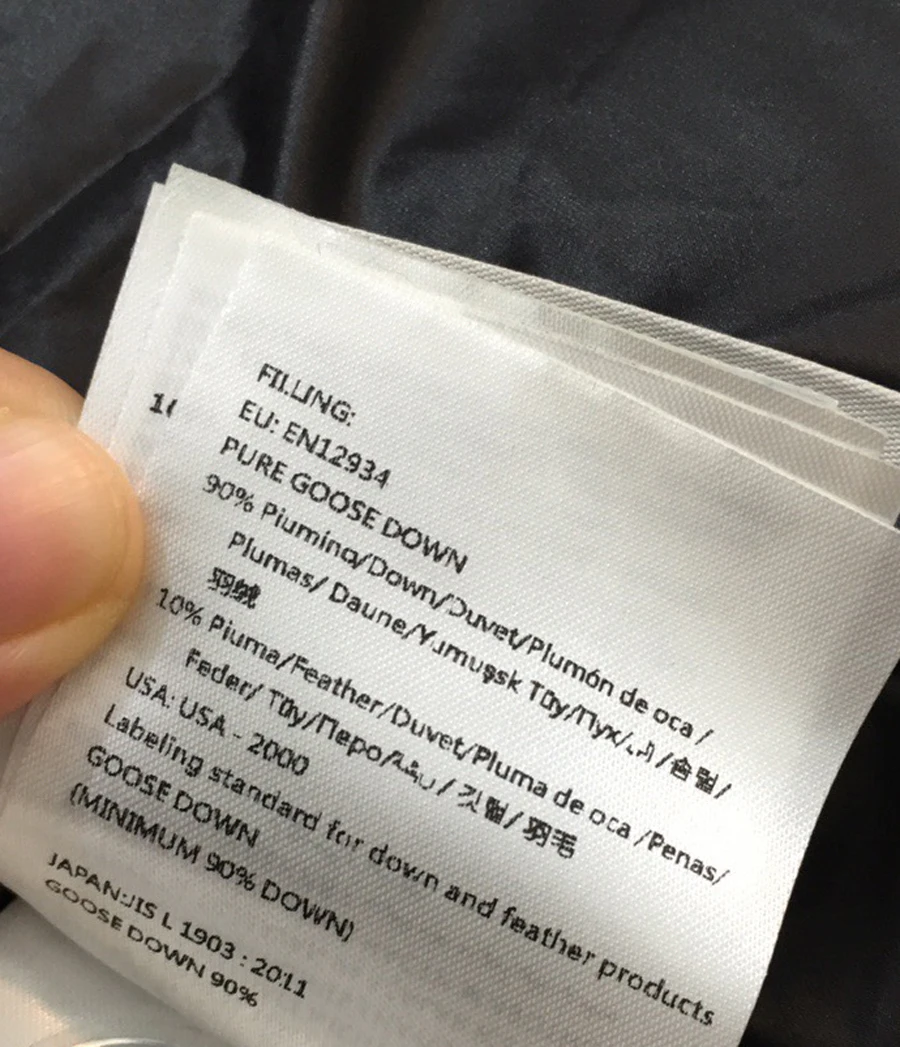 FILLING:
EU: EN12934
PURE GOOSE DOWN
90% Piumino/Down/Duvet/Plumón de oca /
Plumas/ Daune/Yumuşsk Tüy/Пух/ /솜털/
羽绒
10% Piuma/Feather/Duvet/Pluma de oca /Penas/
Feder/ Tüy/Перо/ / 깃털/ 羽毛
USA: USA - 2000
Labeling standard for down and feather products
GOOSE DOWN
(MINIMUM 90% DOWN)
JAPAN:JIS L 1903 : 2011
GOOSE DOWN 90%